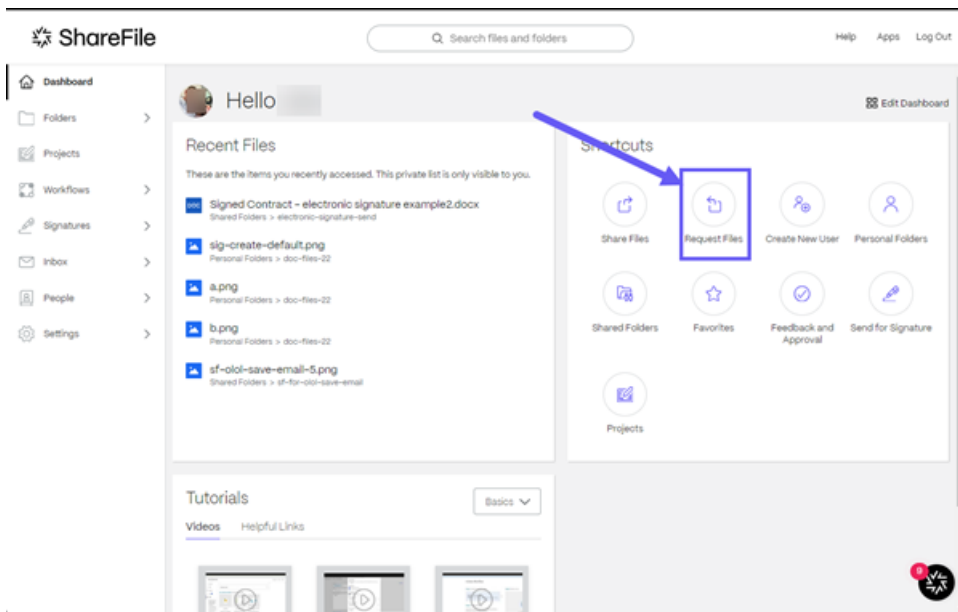 ShareFile
Search files and folders
Help Apps Log Out
Dashboard
Folders
Projects
Workflows
Signatures
Inbox
People
Settings
Hello
Edit Dashboard
Recent Files
These are the items you recently accessed. This private list is only visible to you.
DOC
Signed Contract - electronic signature example2.docx
Shared Folders > electronic-signature-send
sig-create-default.png
Personal Folders > doc-files-22
a.png
Personal Folders > doc-files-22
b.png
Personal Folders > doc-files-22
sf-olol-save-email-5.png
Shared Folders > sf-for-olol-save-email
Shortcuts
Share Files Request Files Create New User Personal Folders
Shared Folders Favorites Feedback and Send for Signature
Approval
Projects
Tutorials
Basics
Videos Helpful Links
9